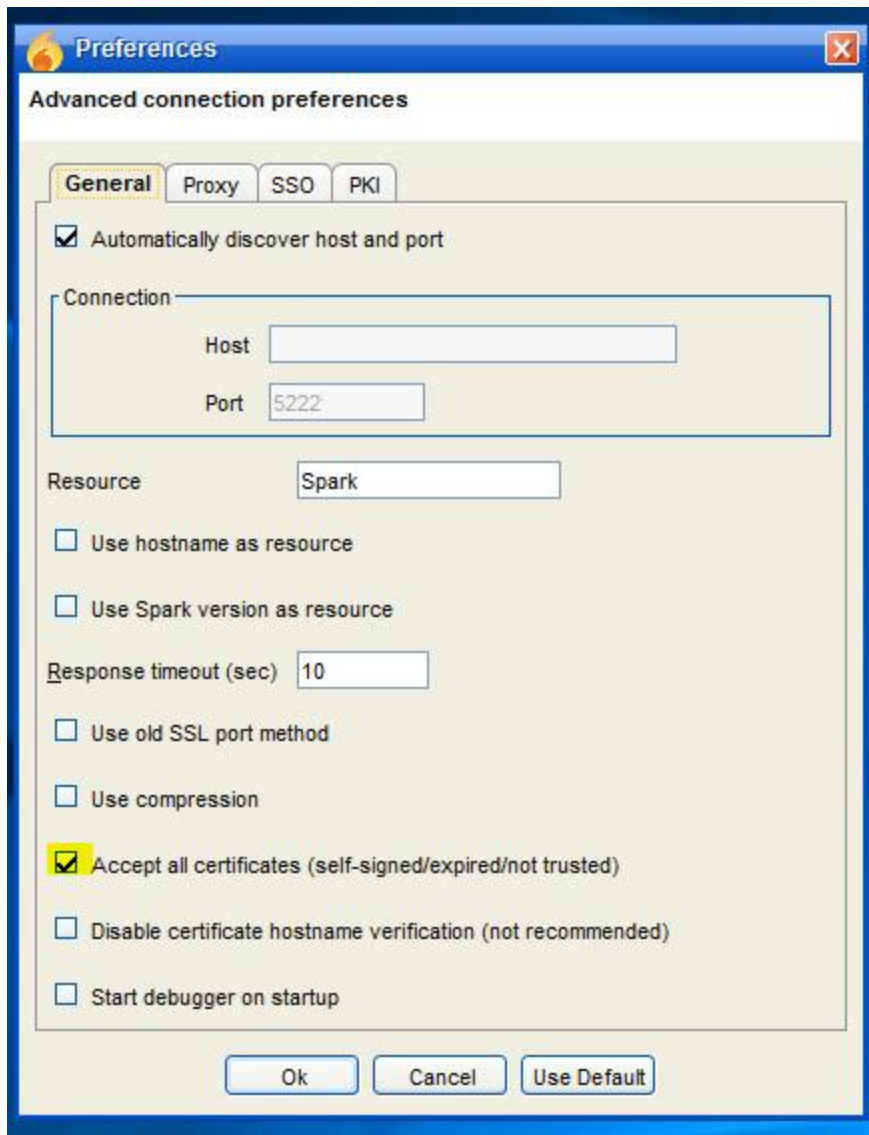 Preferences
Advanced connection preferences
General Proxy SSO PKI
Automatically discover host and port
Connection
Host
Port 5222
Resource Spark
Use hostname as resource
Use Spark version as resource
Response timeout (sec) 10
Use old SSL port method
Use compression
Accept all certificates (self-signed/expired/not trusted)
Disable certificate hostname verification (not recommended)
Start debugger on startup
Ok Cancel Use Default